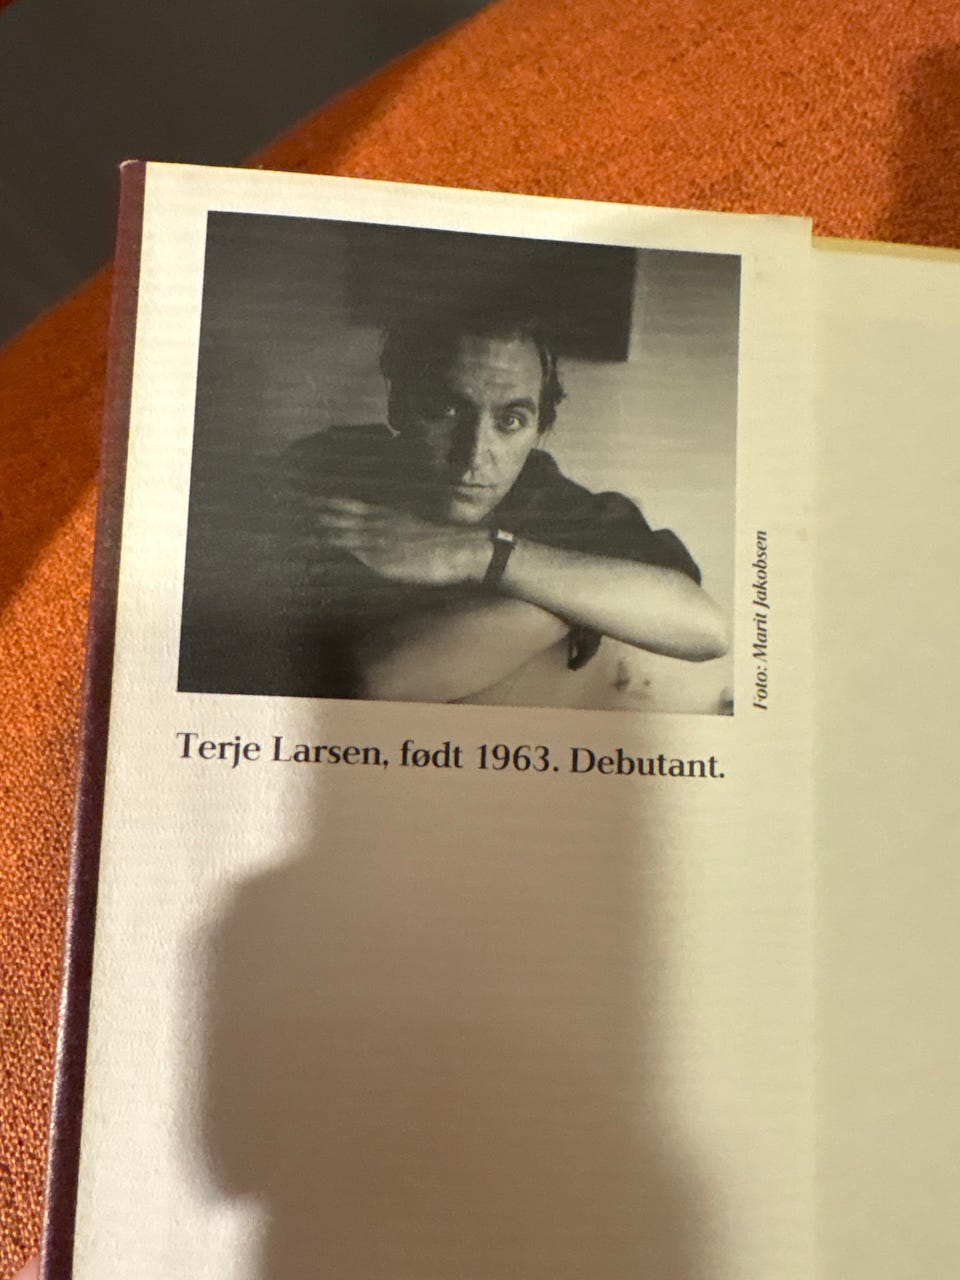 Foto: Marit Jakobsen
Terje Larsen, født 1963. Debutant.